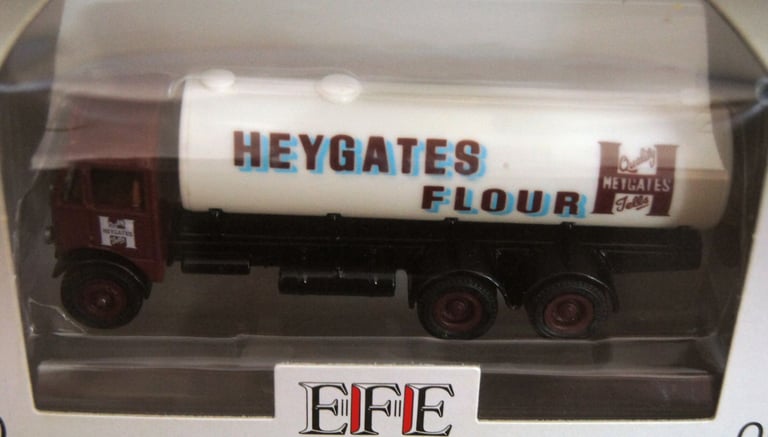 HEYGATES
FLOUR
Quality
HEYGATES
Tells
HEYGATES
EFE